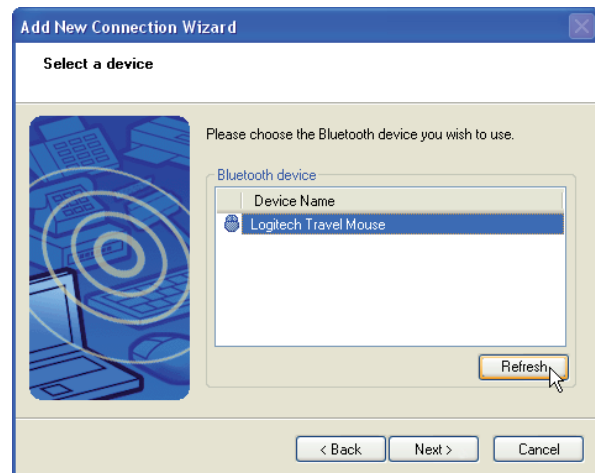 Add New Connection Wizard
Select a device
Please choose the Bluetooth device you wish to use.
Bluetooth device
Device Name
Logitech Travel Mouse
Refresh
< Back
Next >
Cancel